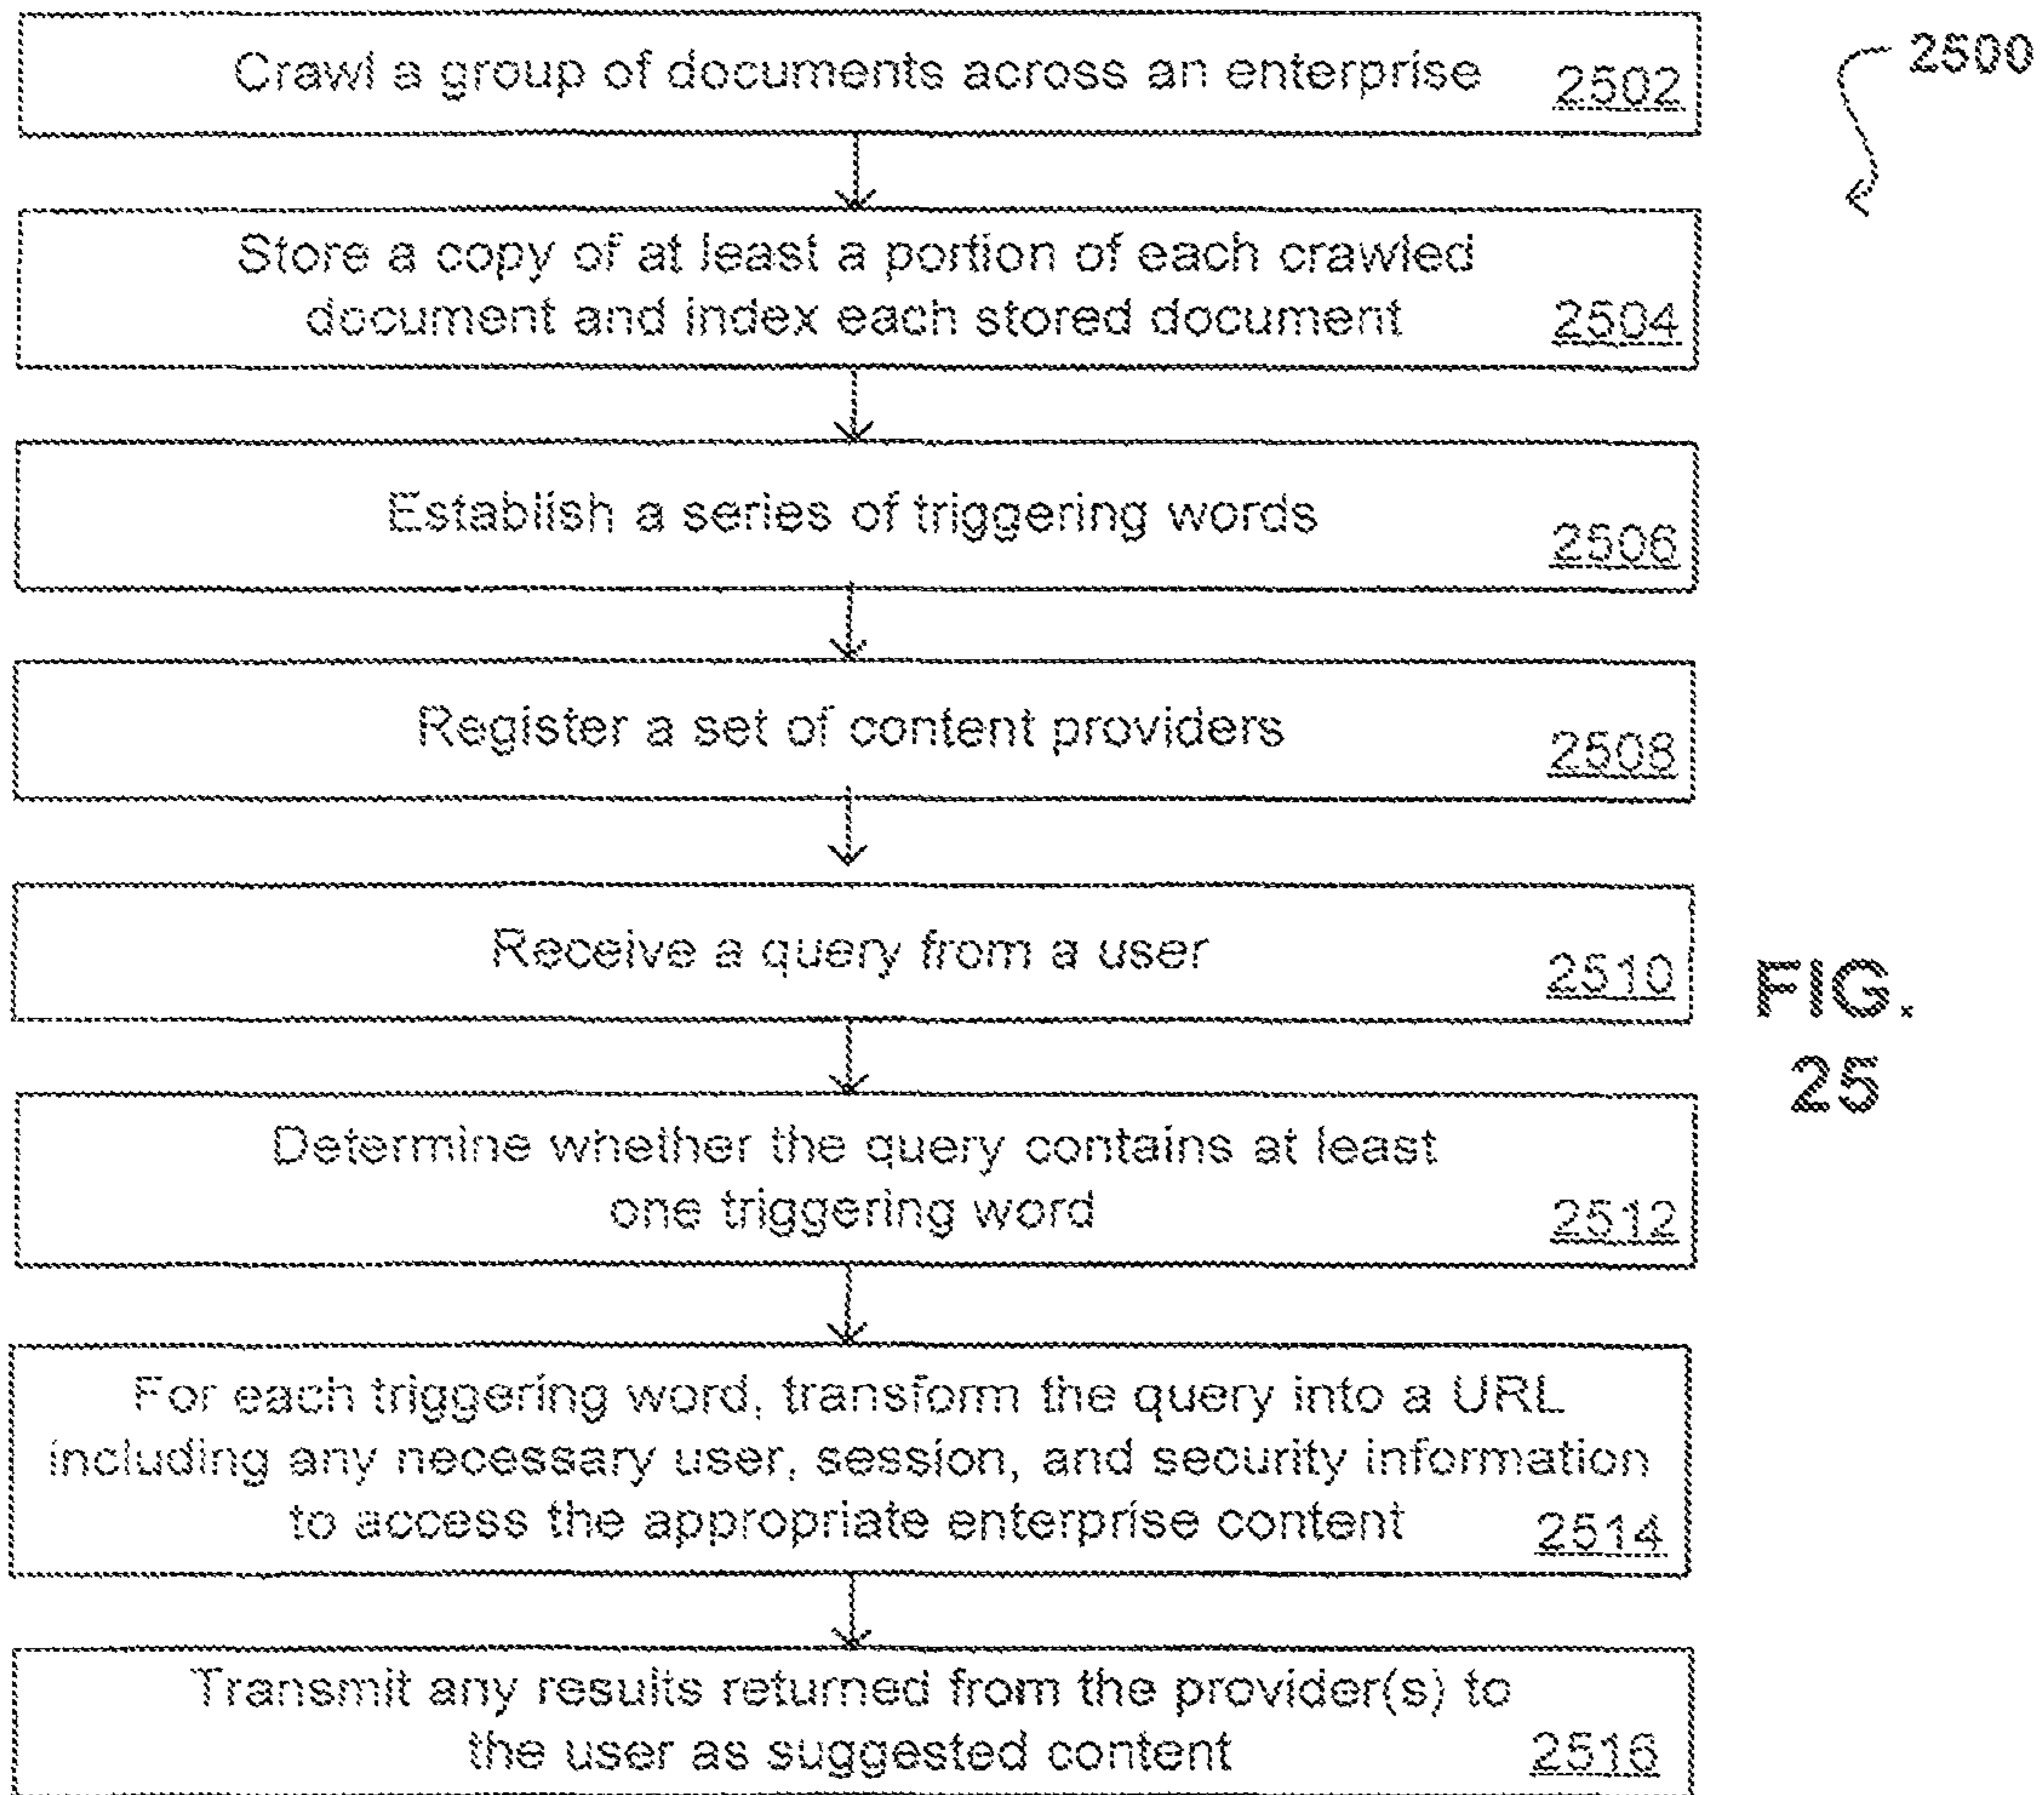 Crawl a group of documents across an enterprise 2502
2500
Store a copy of at least a portion of each crawled
document and index each stored document 2504
Establish a series of triggering words 2506
Register a set of content providers 2508
Receive a query from a user 2510
FIG.
25
Determine whether the query contains at least
one triggering word 2512
For each triggering word, transform the query into a URL
including any necessary user, session, and security information
to access the appropriate enterprise content 2514
Transmit any results returned from the provider(s) to
the user as suggested content 2516